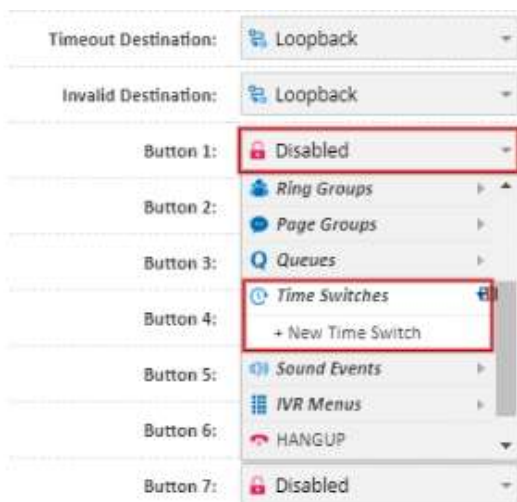 Timeout Destination: Loopback
Invalid Destination: Loopback
Button 1: Disabled
Ring Groups
Button 2:
Page Groups
Button 3: Queues
Time Switches
Button 4:
+ New Time Switch
Button 5: Sound Events
IVR Menus
Button 6: HANGUP
Button 7: Disabled